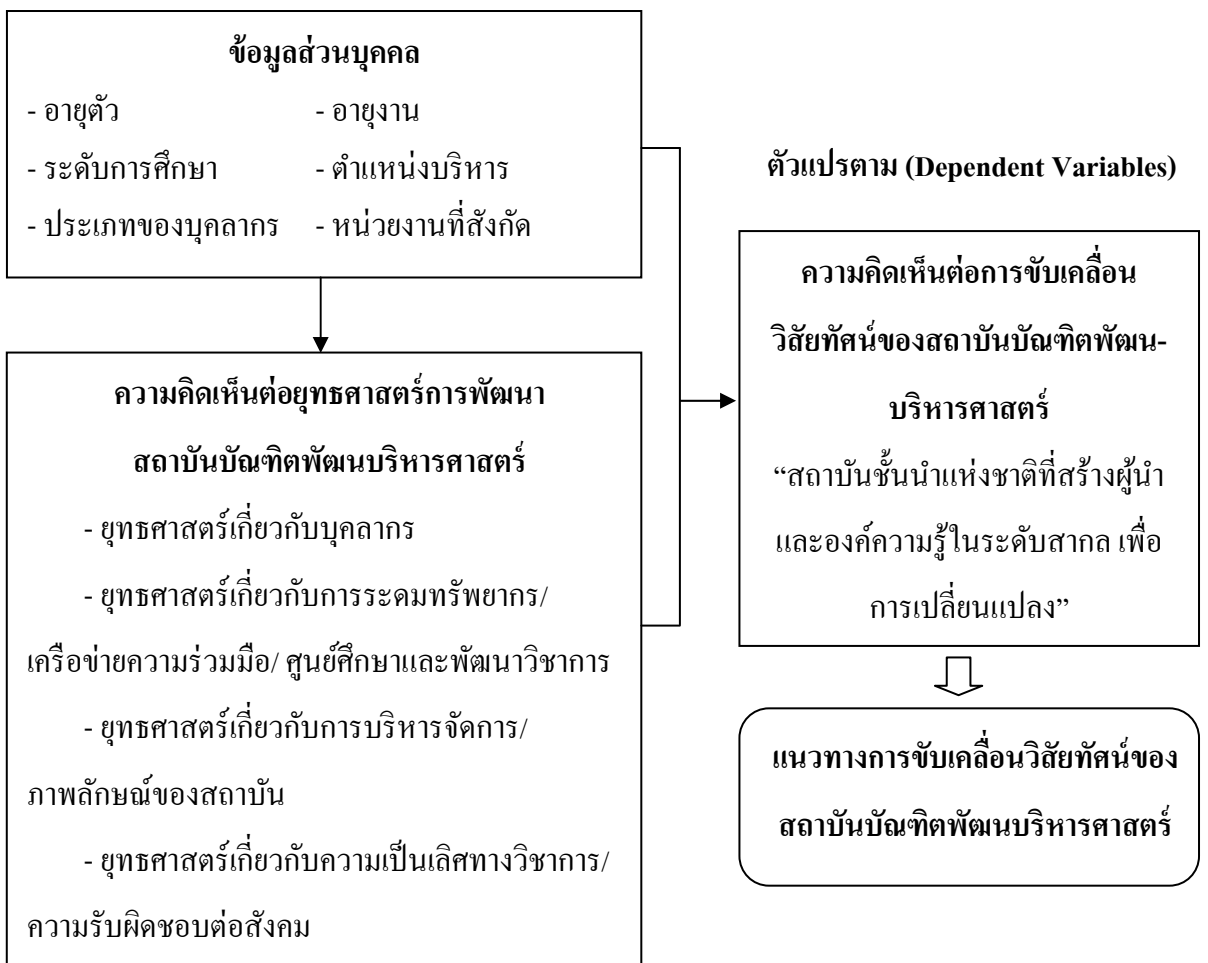 ข้อมูลส่วนบุคคล
- อายุตัว - อายุงาน
- ระดับการศึกษา - ตำแหน่งบริหาร
- ประเภทของบุคลากร - หน่วยงานที่สังกัด
ความคิดเห็นต่อยุทธศาสตร์การพัฒนา
สถาบันบัณฑิตพัฒนบริหารศาสตร์
- ยุทธศาสตร์เกี่ยวกับบุคลากร
- ยุทธศาสตร์เกี่ยวกับการระดมทรัพยากร/
เครือข่ายความร่วมมือ/ ศูนย์ศึกษาและพัฒนาวิชาการ
- ยุทธศาสตร์เกี่ยวกับการบริหารจัดการ/
ภาพลักษณ์ของสถาบัน
- ยุทธศาสตร์เกี่ยวกับความเป็นเลิศทางวิชาการ/
ความรับผิดชอบต่อสังคม
ตัวแปรตาม (Dependent Variables)
ความคิดเห็นต่อการขับเคลื่อน
วิสัยทัศน์ของสถาบันบัณฑิตพัฒน-
บริหารศาสตร์
“สถาบันชั้นนำแห่งชาติที่สร้างผู้นำ
และองค์ความรู้ในระดับสากล เพื่อ
การเปลี่ยนแปลง”
แนวทางการขับเคลื่อนวิสัยทัศน์ของ
สถาบันบัณฑิตพัฒนบริหารศาสตร์